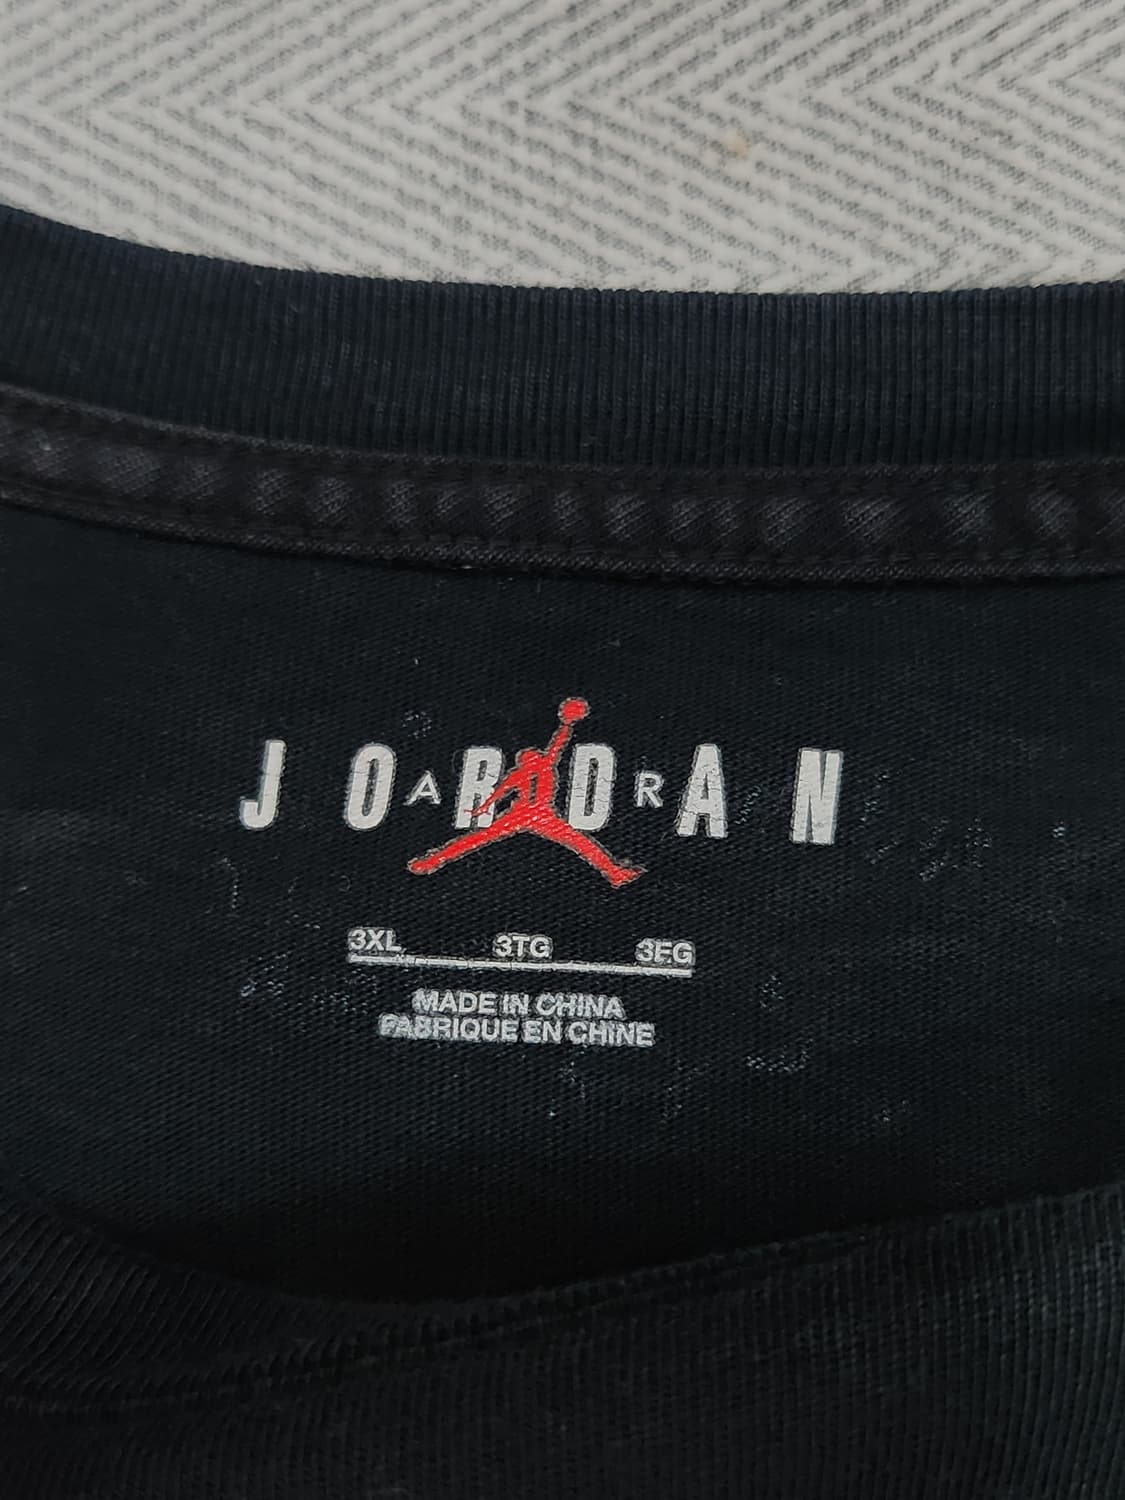 JORDAN
AIR
3XL 3TG 3EG
MADE IN CHINA
FABRIQUE EN CHINE